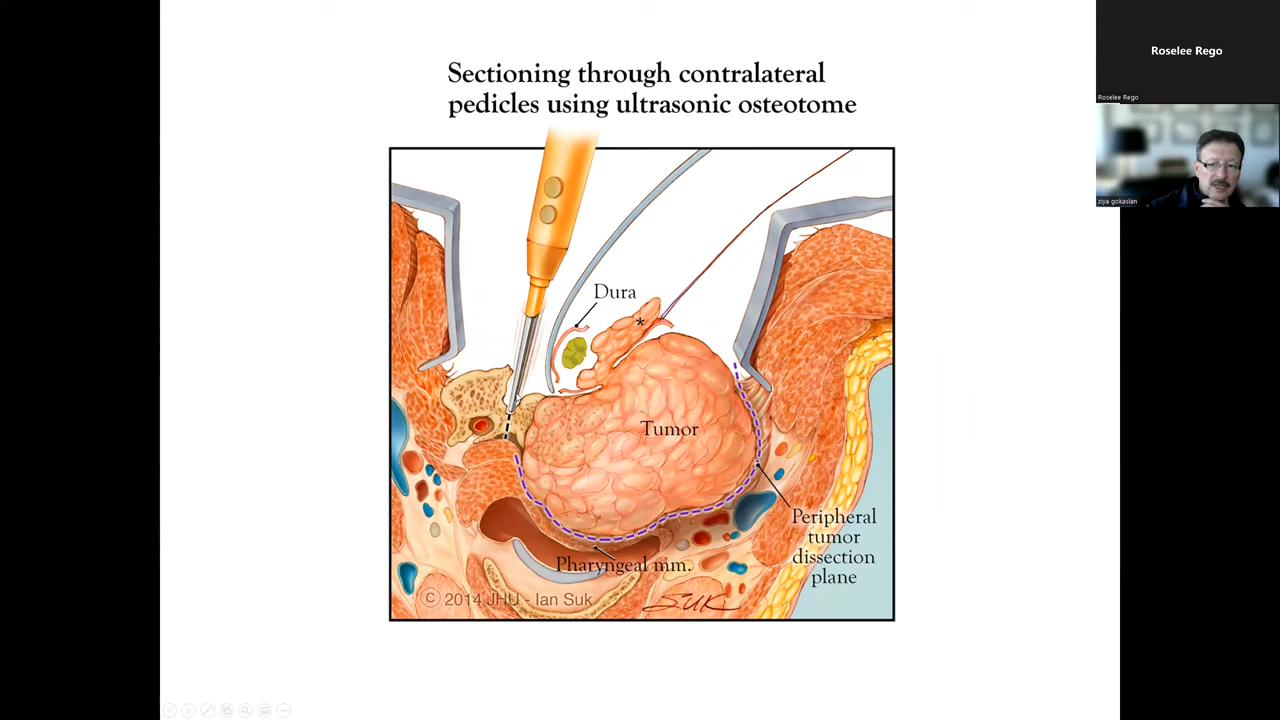 Sectioning through contralateral
pedicles using ultrasonic osteotome
Roselee Rego
Roselee Rego
ziya gokaslan
Dura
*
Tumor
Peripheral
tumor
dissection
plane
Pharyngeal mm.
© 2014 JHU - Ian Suk
SUK